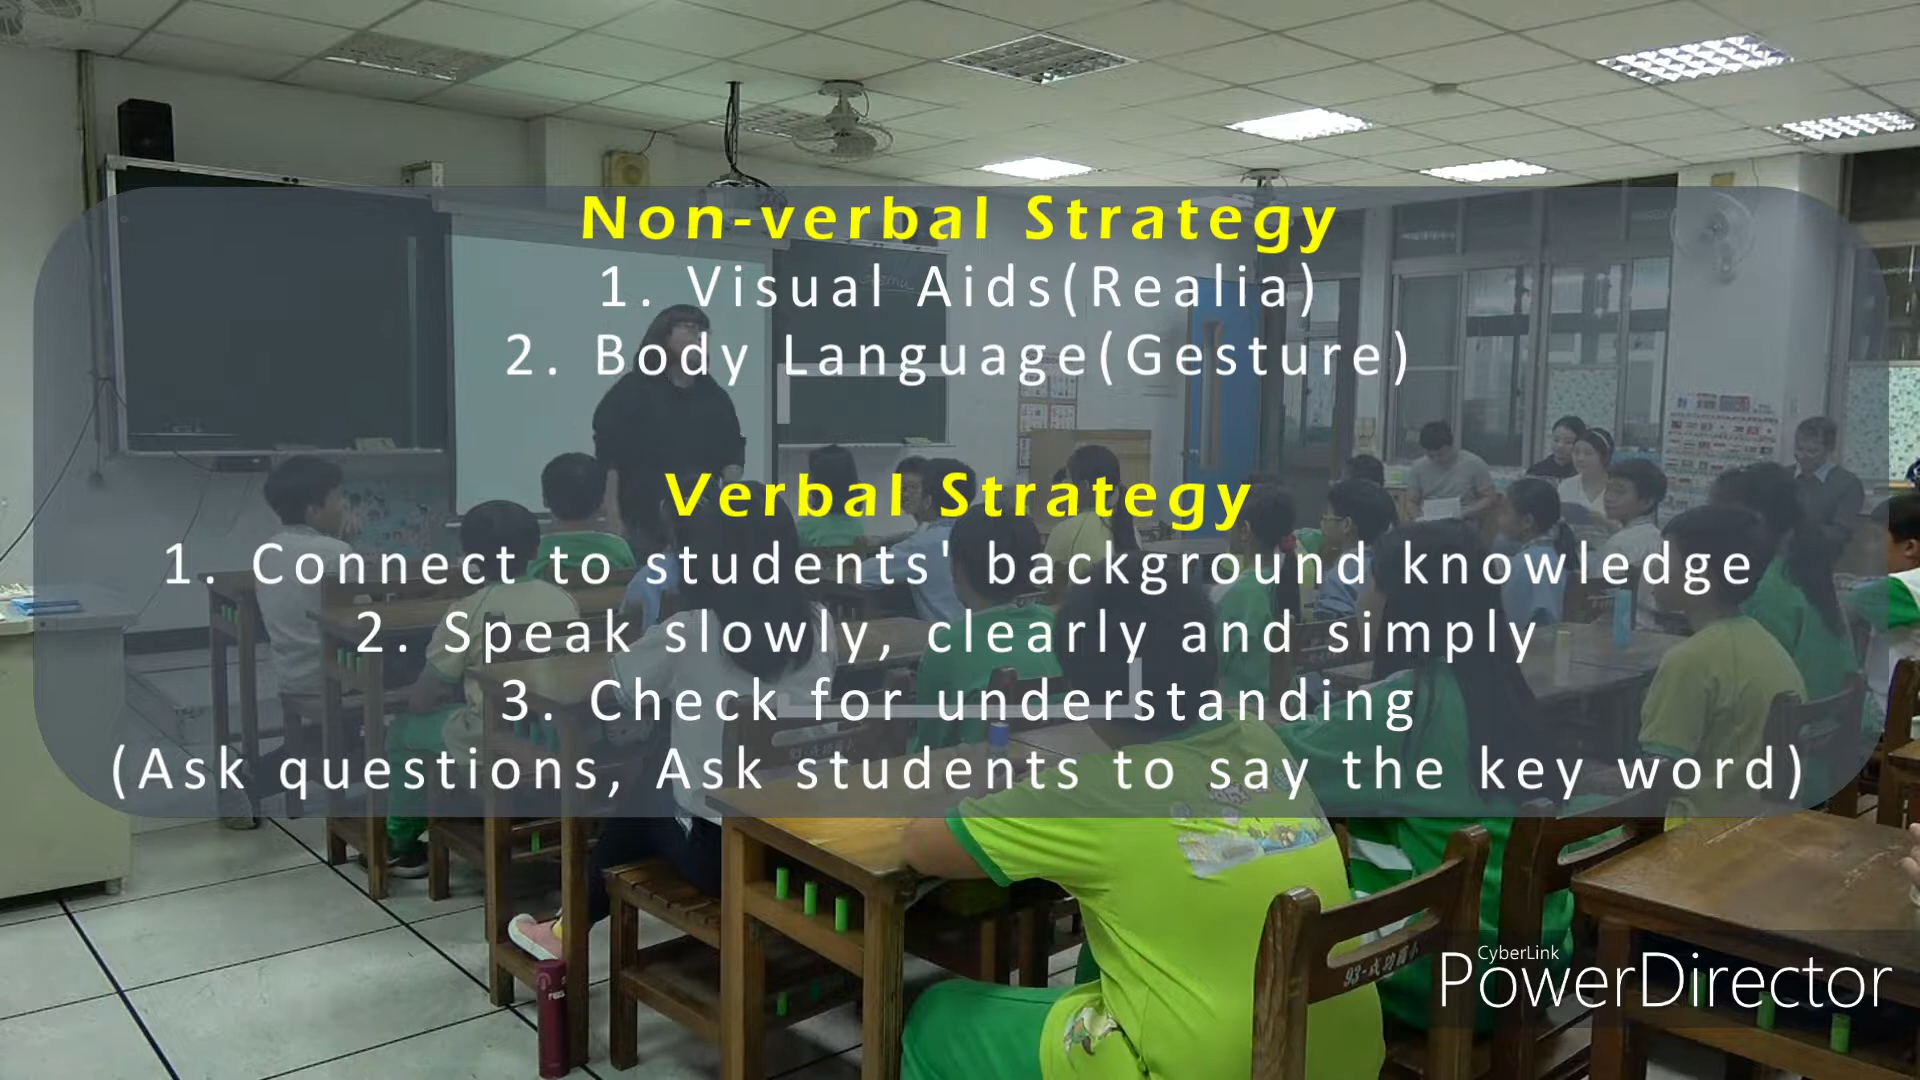 Non-verbal Strategy
1. Visual Aids(Realia)
2. Body Language(Gesture)
Verbal Strategy
1. Connect to students' background knowledge
2. Speak slowly, clearly and simply
3. Check for understanding
(Ask questions, Ask students to say the key word)
CyberLink
PowerDirector